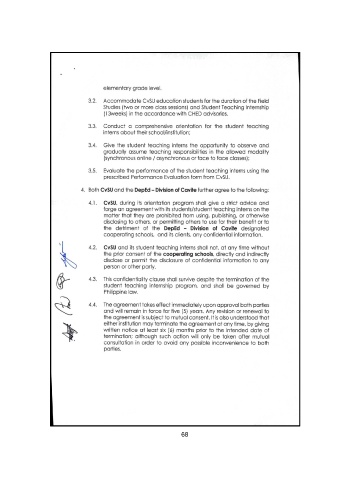 elementary grade level.
3.2. Accommodate CvSU education students for the duration of the Field
Studies (two or more class sessions) and Student Teaching Internship
(13weeks) in the accordance with CHED advisories.
3.3. Conduct a comprehensive orientation for the student teaching
interns about their school/institution;
3.4. Give the student teaching interns the opportunity to observe and
gradually assume teaching responsibilities in the allowed modality
(synchronous online / asynchronous or face to face classes);
3.5. Evaluate the performance of the student teaching interns using the
prescribed Performance Evaluation form from CvSU.
4. Both CvSU and the DepEd – Division of Cavite further agree to the following:
4.1. CvSU, during its orientation program shall give a strict advice and
forge an agreement with its students/student teaching interns on the
matter that they are prohibited from using, publishing, or otherwise
disclosing to others, or permitting others to use for their benefit or to
the detriment of the DepEd – Division of Cavite designated
cooperating schools, and its clients, any confidential information.
4.2. CvSU and its student teaching interns shall not, at any time without
the prior consent of the cooperating schools, directly and indirectly
disclose or permit the disclosure of confidential information to any
person or other party.
4.3. This confidentiality clause shall survive despite the termination of the
student teaching internship program, and shall be governed by
Philippine law.
4.4. The agreement takes effect immediately upon approval both parties
and will remain in force for five (5) years. Any revision or renewal to
the agreement is subject to mutual consent. It is also understood that
either institution may terminate the agreement at any time, by giving
written notice at least six (6) months prior to the intended date of
termination; although such action will only be taken after mutual
consultation in order to avoid any possible inconvenience to both
parties.
68